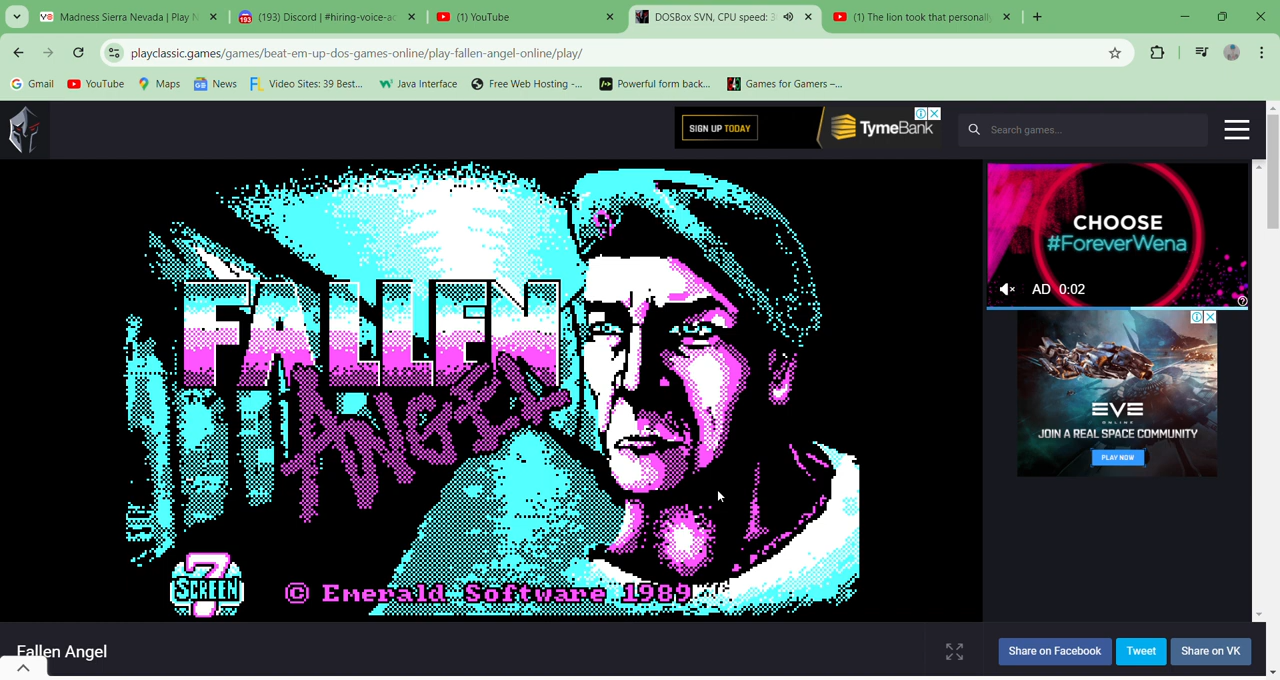 Madness Sierra Nevada | Play N
(193) Discord | #hiring-voice-ac
(1) YouTube
DOSBox SVN, CPU speed: 3
(1) The lion took that personally
playclassic.games/games/beat-em-up-dos-games-online/play-fallen-angel-online/play/
Gmail
YouTube
Maps
News
Video Sites: 39 Best...
Java Interface
Free Web Hosting -...
Powerful form back...
Games for Gamers –...
SIGN UP TODAY
TymeBank
Search games...
FALLEN
ANGEL
7
SCREEN
© Emerald Software 1989
CHOOSE
#ForeverWena
AD 0:02
EVE
ONLINE
JOIN A REAL SPACE COMMUNITY
PLAY NOW
Fallen Angel
Share on Facebook
Tweet
Share on VK